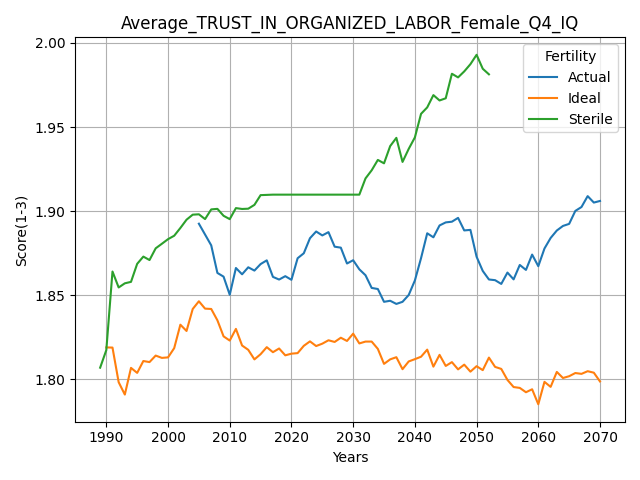 Average_TRUST_IN_ORGANIZED_LABOR_Female_Q4_IQ
Fertility
Actual
Ideal
Sterile
Score(1-3)
2.00
1.95
1.90
1.85
1.80
1990 2000 2010 2020 2030 2040 2050 2060 2070
Years